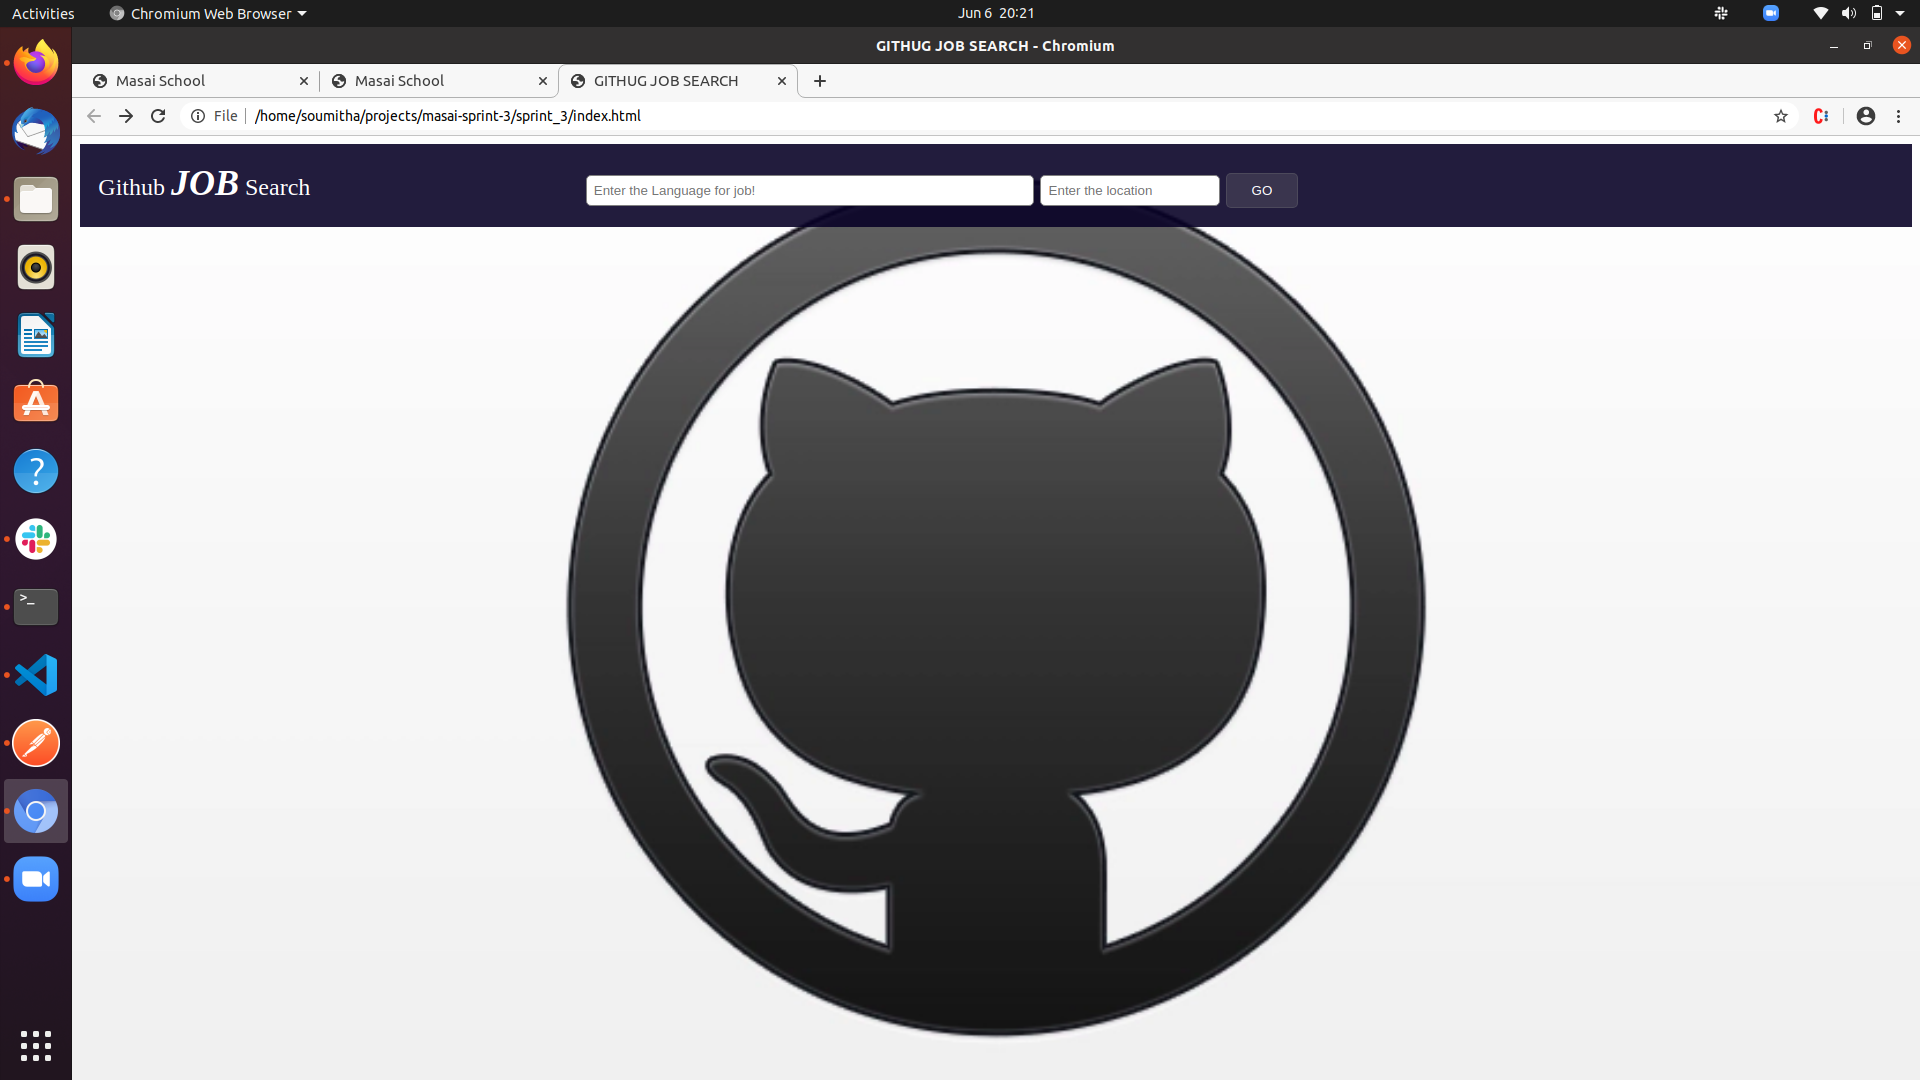 Activities
Chromium Web Browser
Jun 6 20:21
GITHUG JOB SEARCH - Chromium
Masai School
Masai School
GITHUG JOB SEARCH
File
/home/soumitha/projects/masai-sprint-3/sprint_3/index.html
Github JOB Search
Enter the Language for job!
Enter the location
GO